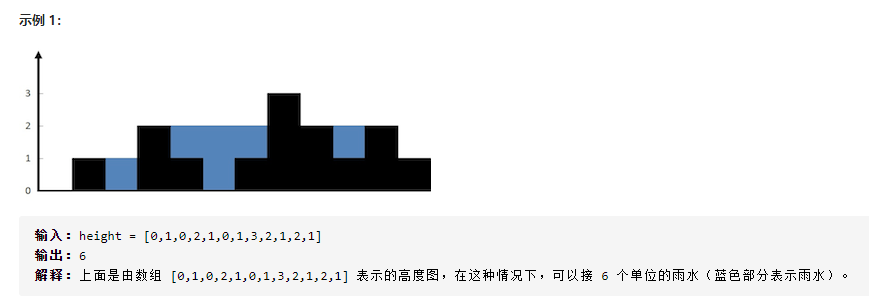 示例 1：
3
2
1
0
输入：height = [0,1,0,2,1,0,1,3,2,1,2,1]
输出：6
解释：上面是由数组 [0,1,0,2,1,0,1,3,2,1,2,1] 表示的高度图，在这种情况下，可以接 6 个单位的雨水（蓝色部分表示雨水）。